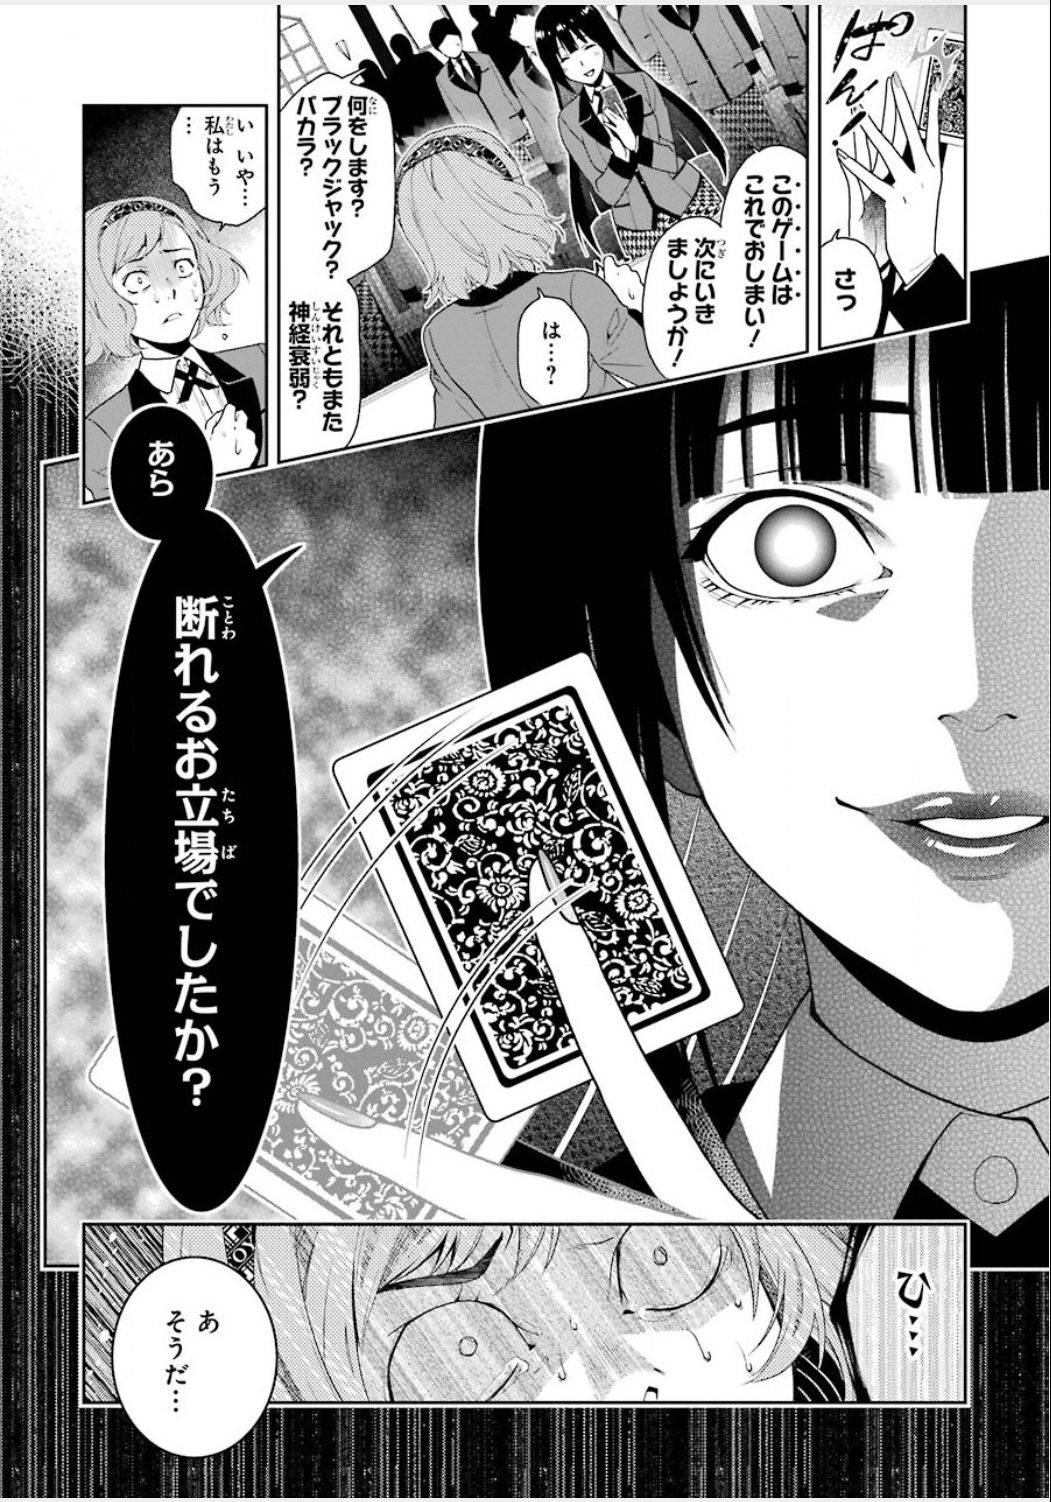 ぱん!
さっ
このゲームは
これでおしまい!
次にいき
ましょうか!
は…?
何をします?
ブラックジャック?
バカラ?
それともまた
神経衰弱?
い いや…
私はもう
…
あら
断れるお立場でしたか?
ひ…
あ
そうだ…